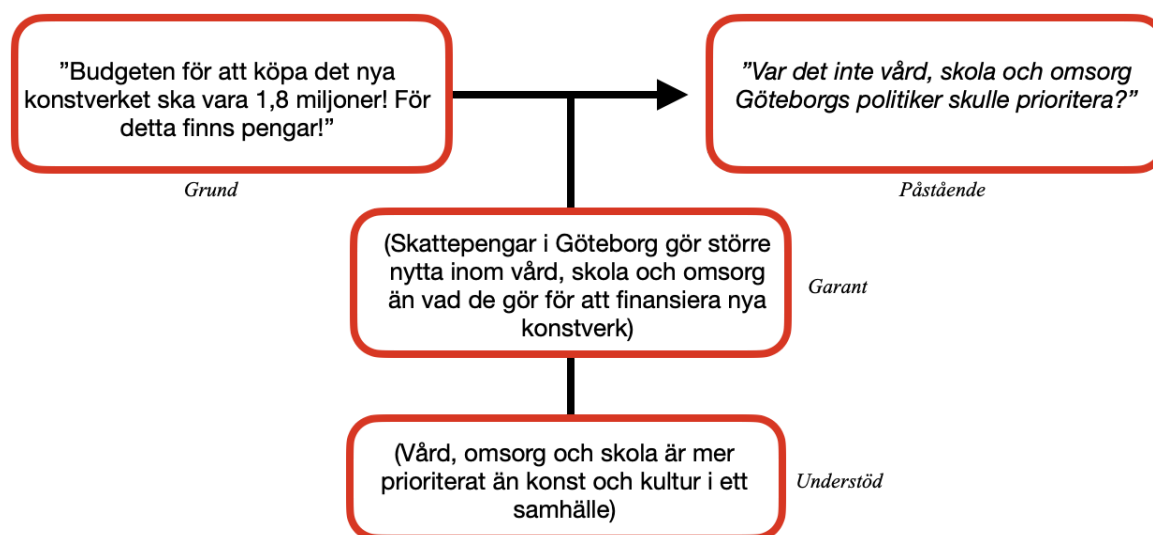 ”Budgeten för att köpa det nya
konstverket ska vara 1,8 miljoner! För
detta finns pengar!”
Grund
”Var det inte vård, skola och omsorg
Göteborgs politiker skulle prioritera?”
Påstående
(Skattepengar i Göteborg gör större
nytta inom vård, skola och omsorg
än vad de gör för att finansiera nya
konstverk)
Garant
(Vård, omsorg och skola är mer
prioriterat än konst och kultur i ett
samhälle)
Understöd